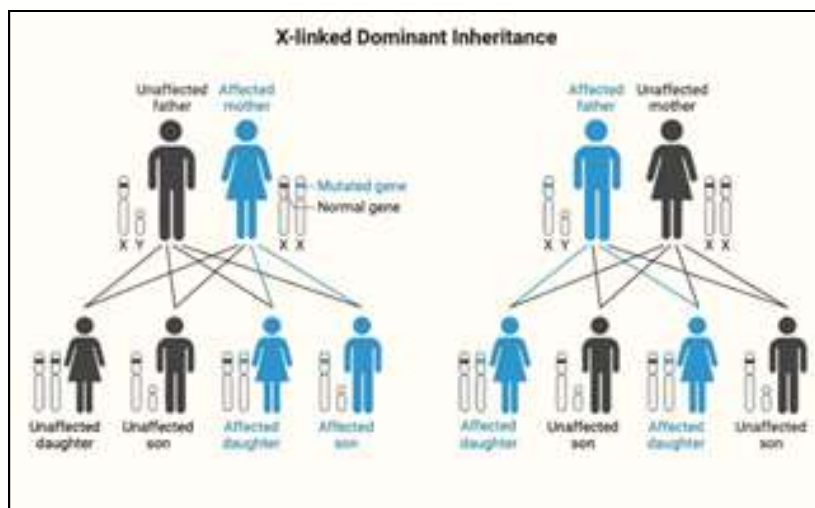 X-linked Dominant Inheritance
Unaffected father
Affected mother
Affected father
Unaffected mother
Mutated gene
Normal gene
X Y
X X
X Y
X X
Unaffected daughter
Unaffected son
Affected daughter
Affected son
Affected daughter
Unaffected son
Affected daughter
Unaffected son